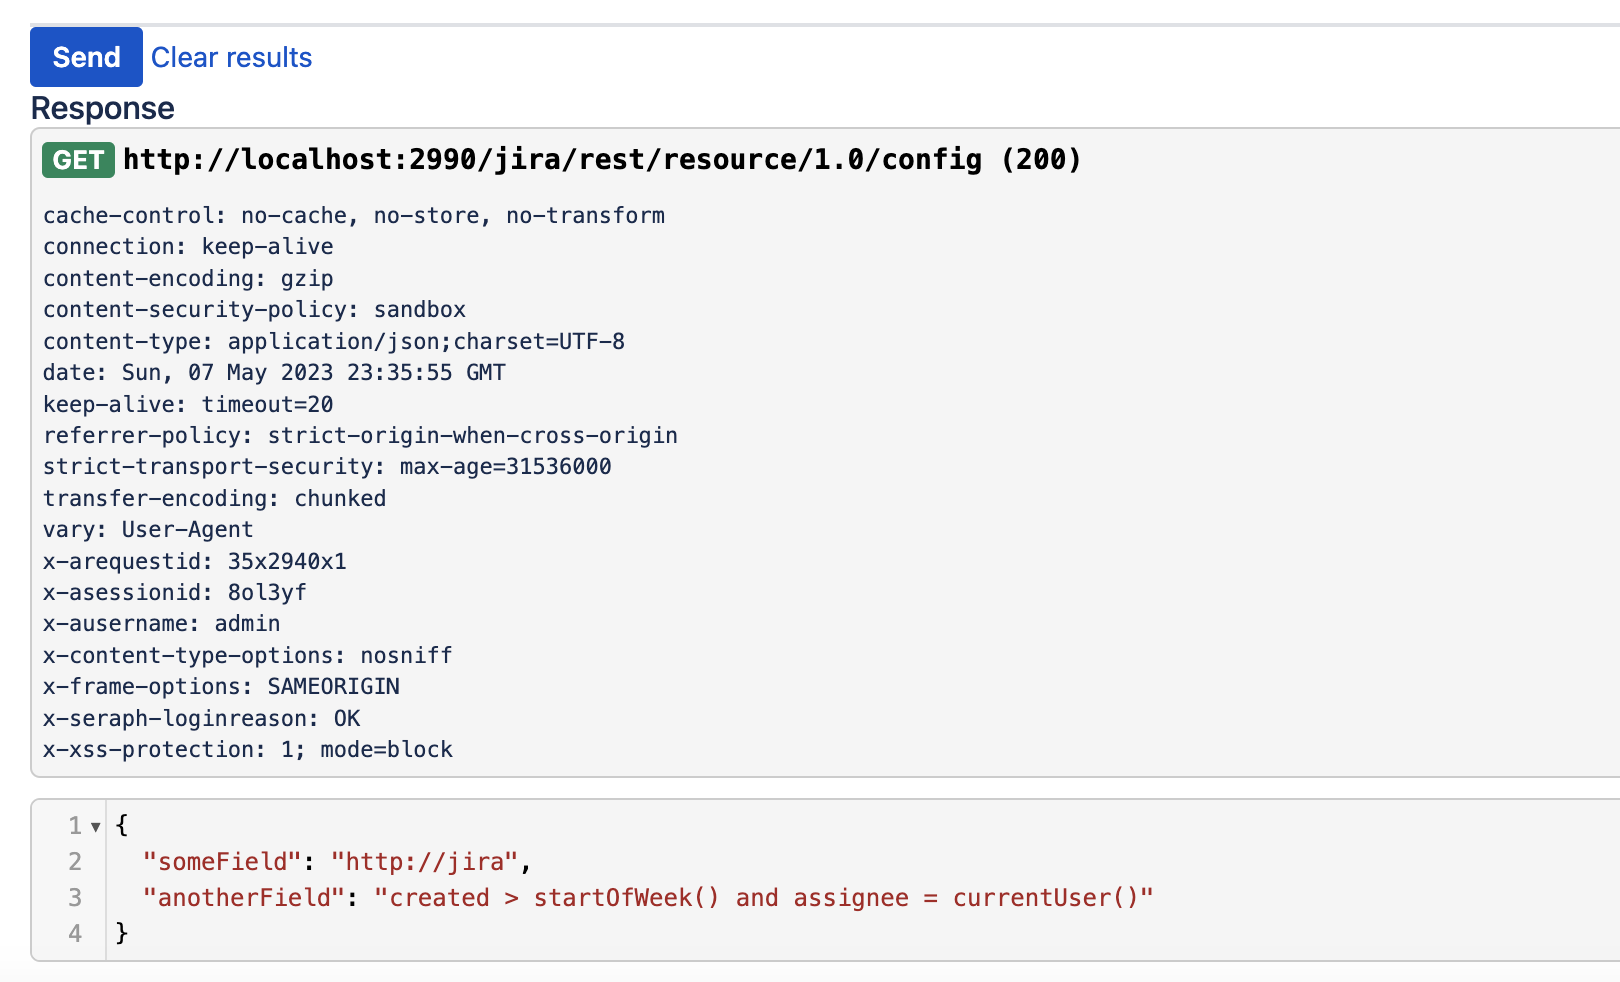 Send Clear results
Response
GET http://localhost:2990/jira/rest/resource/1.0/config (200)
cache-control: no-cache, no-store, no-transform
connection: keep-alive
content-encoding: gzip
content-security-policy: sandbox
content-type: application/json;charset=UTF-8
date: Sun, 07 May 2023 23:35:55 GMT
keep-alive: timeout=20
referrer-policy: strict-origin-when-cross-origin
strict-transport-security: max-age=31536000
transfer-encoding: chunked
vary: User-Agent
x-arequestid: 35x2940x1
x-asessionid: 8ol3yf
x-ausername: admin
x-content-type-options: nosniff
x-frame-options: SAMEORIGIN
x-seraph-loginreason: OK
x-xss-protection: 1; mode=block
1 {
2 "someField": "http://jira",
3 "anotherField": "created > startOfWeek() and assignee = currentUser()"
4 }